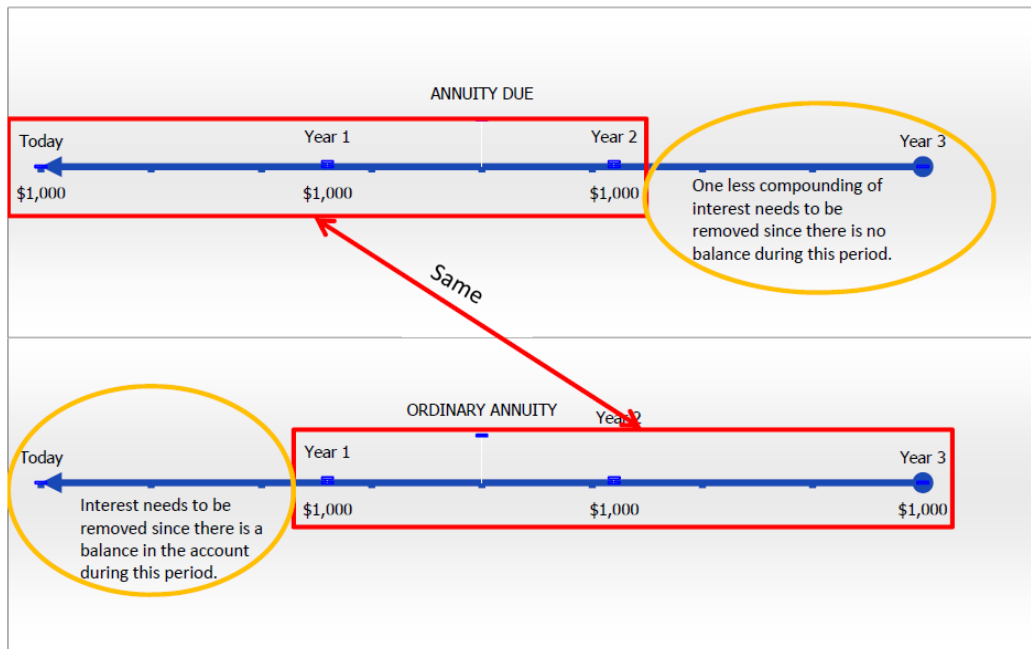 ANNUITY DUE
Today
Year 1
Year 2
Year 3
$1,000
$1,000
$1,000
One less compounding of
interest needs to be
removed since there is no
balance during this period.
Same
ORDINARY ANNUITY
Today
Year 1
Year 2
Year 3
Interest needs to be
removed since there is a
balance in the account
during this period.
$1,000
$1,000
$1,000